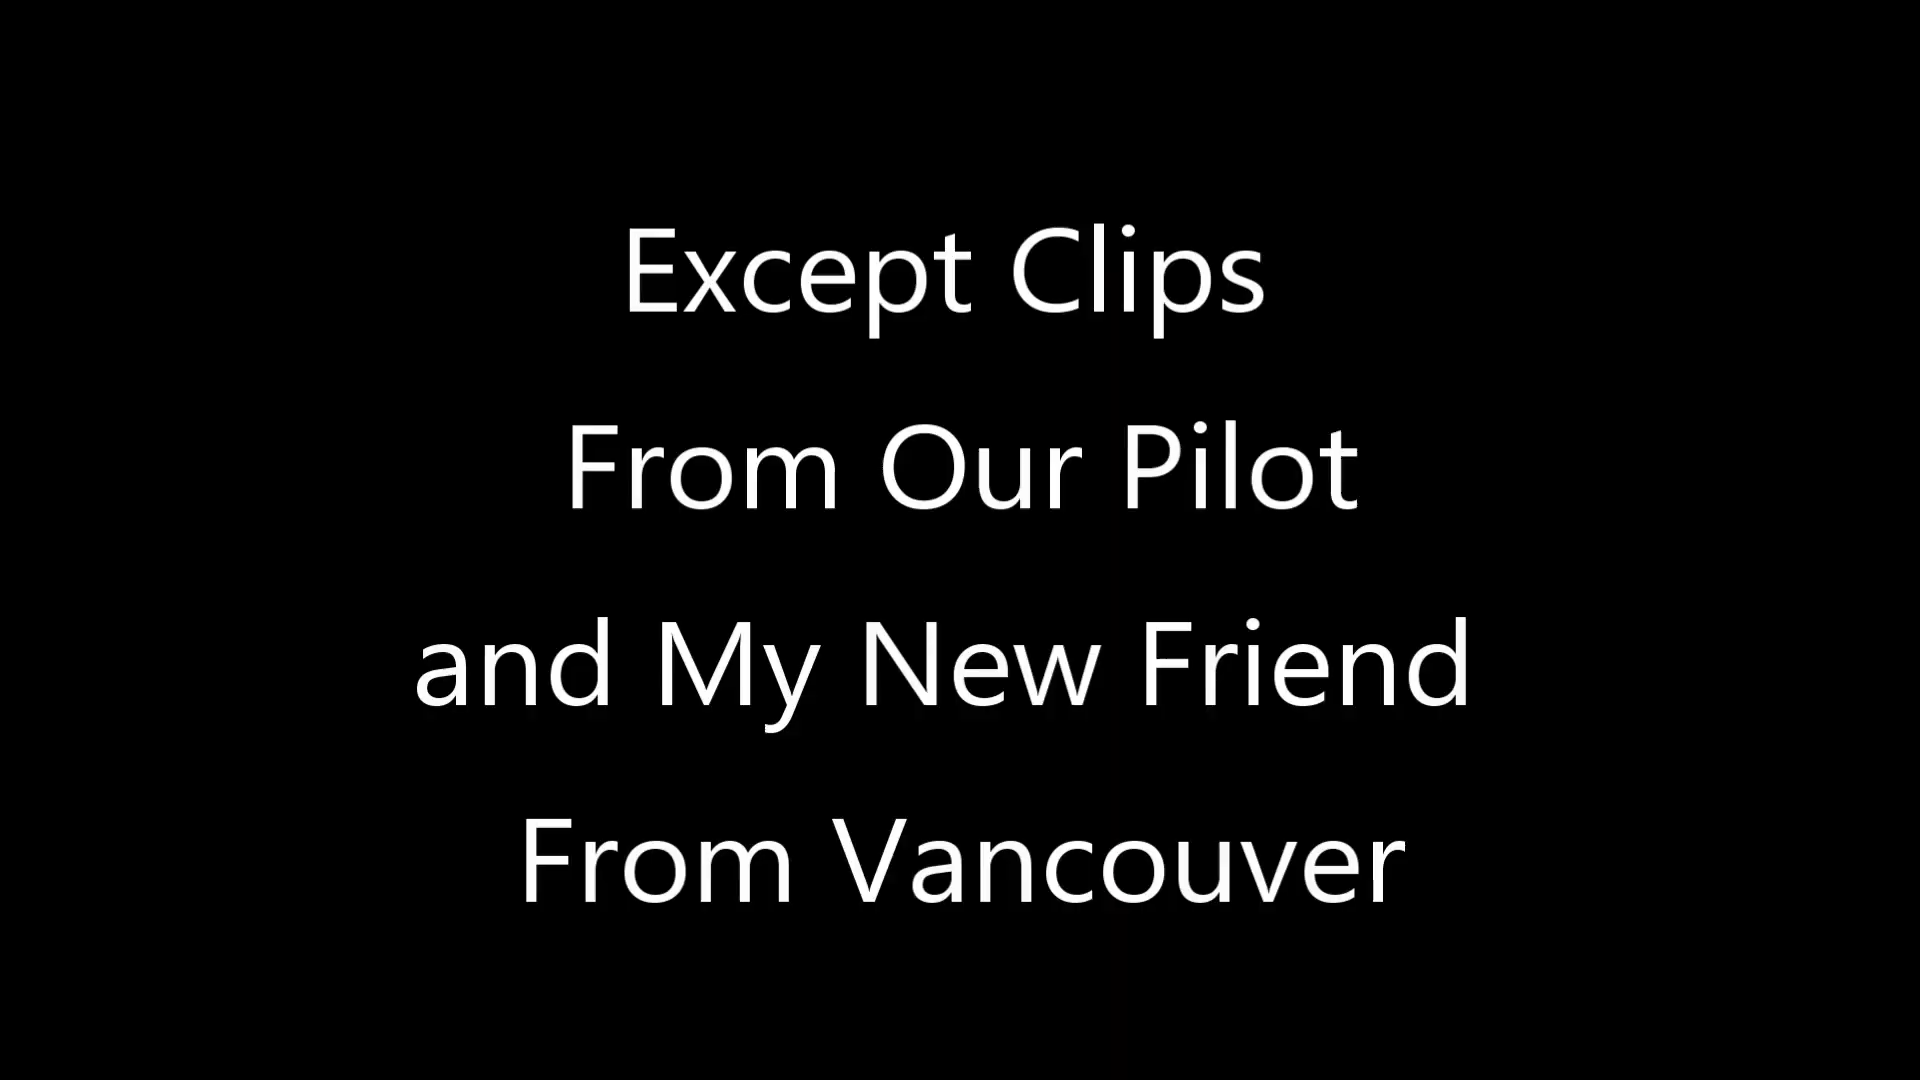 Except Clips
From Our Pilot
and My New Friend
From Vancouver